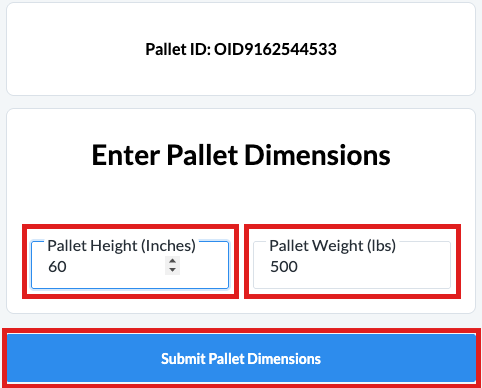 Pallet ID: OID9162544533
Enter Pallet Dimensions
Pallet Height (Inches)
60
Pallet Weight (lbs)
500
Submit Pallet Dimensions